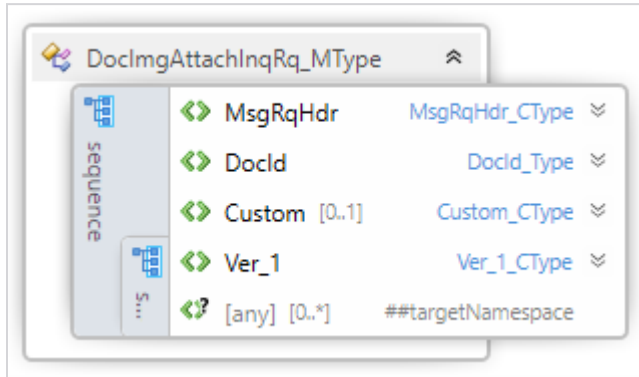 DocImgAttachInqRq_MType
sequence
MsgRqHdr MsgRqHdr_CType
DocId DocId_Type
Custom [0..1] Custom_CType
Ver_1 Ver_1_CType
s...
[any] [0..*] ##targetNamespace